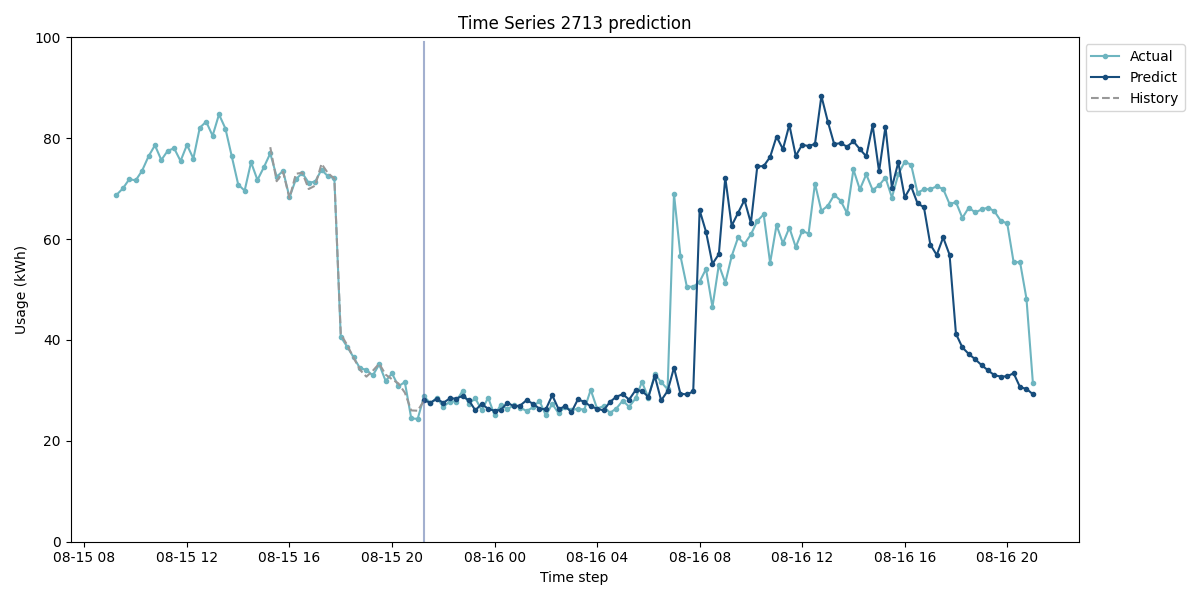 Time Series 2713 prediction
Usage (kWh)
100
80
60
40
20
0
08-15 08
08-15 12
08-15 16
08-15 20
08-16 00
08-16 04
08-16 08
08-16 12
08-16 16
08-16 20
Time step
Actual
Predict
History